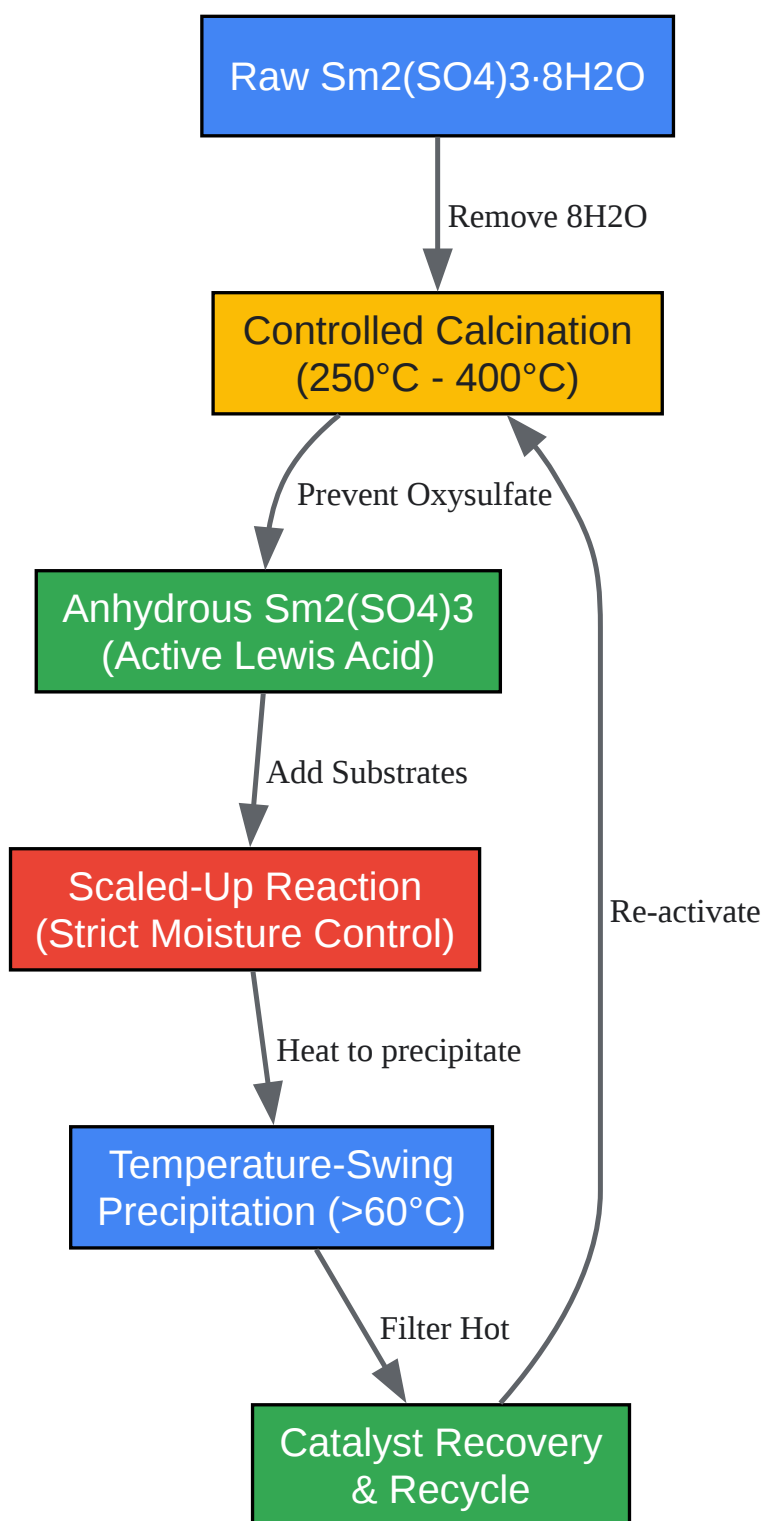 Raw Sm2(SO4)3·8H2O
Remove 8H2O
Controlled Calcination
(250°C - 400°C)
Prevent Oxysulfate
Anhydrous Sm2(SO4)3
(Active Lewis Acid)
Add Substrates
Scaled-Up Reaction
(Strict Moisture Control)
Re-activate
Heat to precipitate
Temperature-Swing
Precipitation (>60°C)
Filter Hot
Catalyst Recovery
& Recycle